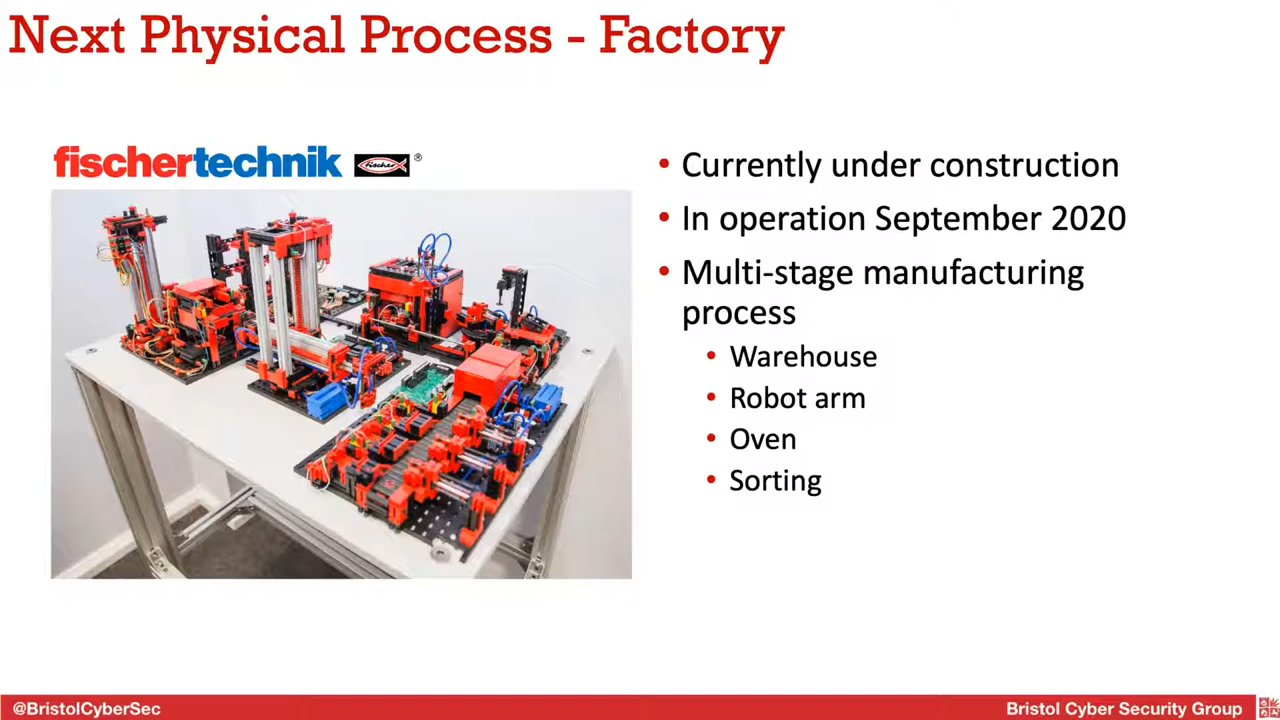 Next Physical Process - Factory
fischertechnik fischer ®
• Currently under construction
• In operation September 2020
• Multi-stage manufacturing
process
• Warehouse
• Robot arm
• Oven
• Sorting
@BristolCyberSec
Bristol Cyber Security Group